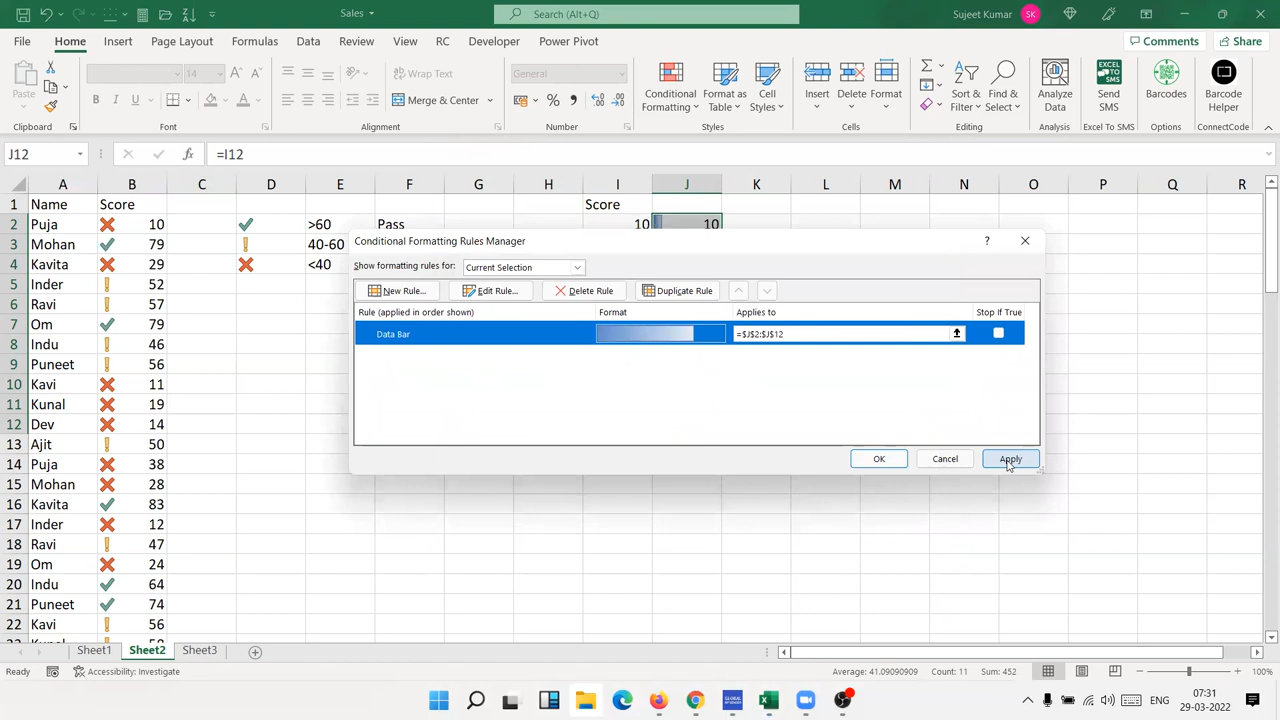 Sales
Search (Alt+Q)
Sujeet Kumar SK
File Home Insert Page Layout Formulas Data Review View RC Developer Power Pivot Comments Share
Paste
14
Wrap Text
Merge & Center
General
Conditional Formatting
Format as Table
Cell Styles
Insert
Delete
Format
Sort & Filter
Find & Select
Analyze Data
Send SMS
Barcodes
Barcode Helper
Clipboard Font Alignment Number Styles Cells Editing Analysis Excel To SMS Options ConnectCode
J12 fx =I12
A B C D E F G H I J K L M N O P Q R
1 Name Score Score
2 Puja 10 >60 Pass 10 10
3 Mohan 79 40-60
4 Kavita 29 <40
5 Inder 52
6 Ravi 57
7 Om 79
8 Indu 46
9 Puneet 56
10 Kavi 11
11 Kunal 19
12 Dev 14
13 Ajit 50
14 Puja 38
15 Mohan 28
16 Kavita 83
17 Inder 12
18 Ravi 47
19 Om 24
20 Indu 64
21 Puneet 74
22 Kavi 56
Conditional Formatting Rules Manager ?
Show formatting rules for: Current Selection
New Rule... Edit Rule... Delete Rule Duplicate Rule
Rule (applied in order shown) Format Applies to Stop If True
Data Bar =$J$2:$J$12
OK Cancel Apply
Sheet1 Sheet2 Sheet3
Ready Accessibility: Investigate Average: 41.09090909 Count: 11 Sum: 452 100%
ENG 07:31
29-03-2022